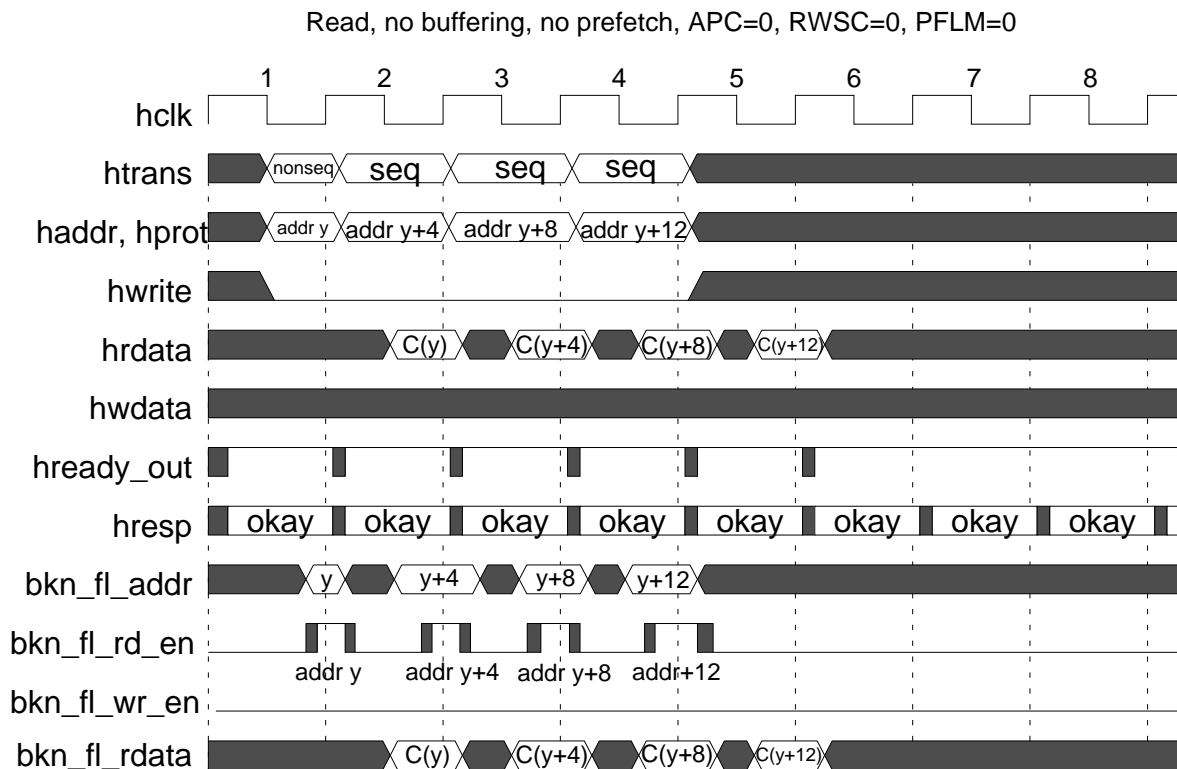 Read, no buffering, no prefetch, APC=0, RWSC=0, PFLM=0
1 2 3 4 5 6 7 8
hclk
htrans nonseq seq seq seq
haddr, hprot addr y addr y+4 addr y+8 addr y+12
hwrite
hrdata C(y) C(y+4) C(y+8) C(y+12)
hwdata
hready_out
hresp okay okay okay okay okay okay okay okay
bkn_fl_addr y y+4 y+8 y+12
bkn_fl_rd_en
addr y addr y+4 addr y+8 addr+12
bkn_fl_wr_en
bkn_fl_rdata C(y) C(y+4) C(y+8) C(y+12)